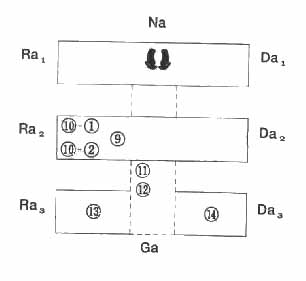 Na
Ra₁ Da₁
Ra₂ ⑩-① ⑨ Da₂
⑩-②
⑪
⑫
Ra₃ ⑬ ⑭ Da₃
Ga